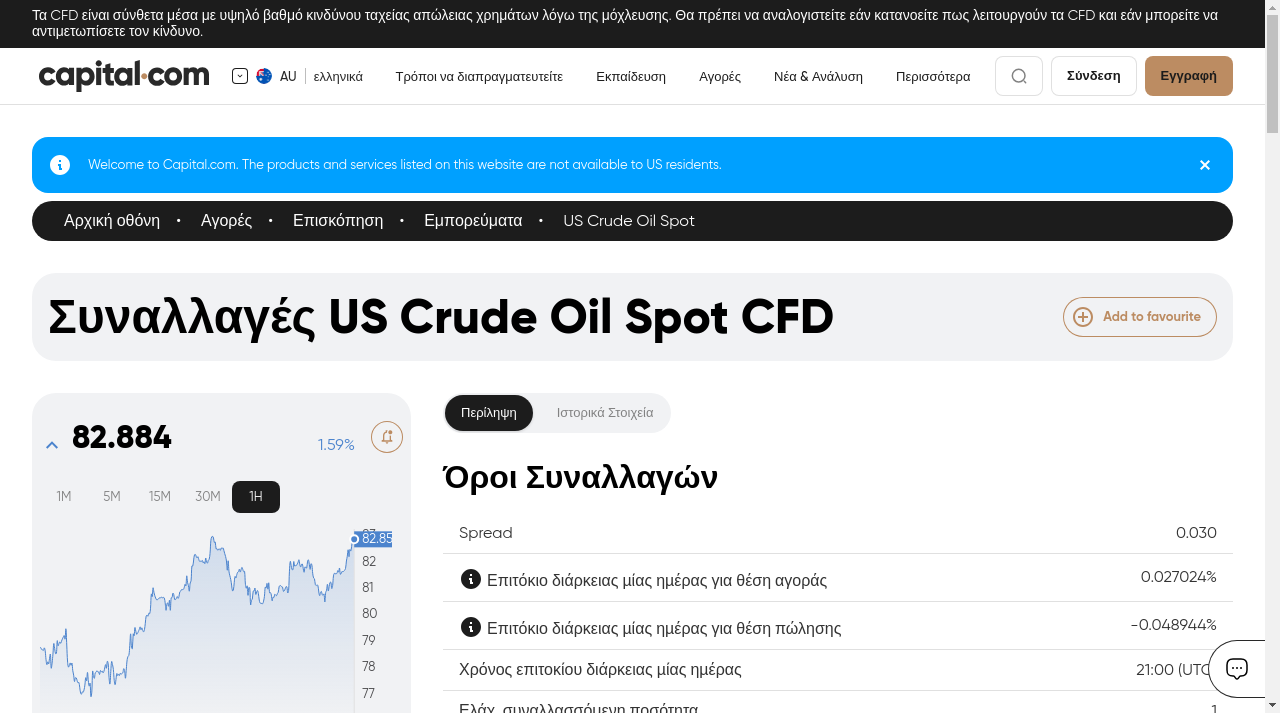 Τα CFD είναι σύνθετα μέσα με υψηλό βαθμό κινδύνου ταχείας απώλειας χρημάτων λόγω της μόχλευσης. Θα πρέπει να αναλογιστείτε εάν κατανοείτε πως λειτουργούν τα CFD και εάν μπορείτε να
αντιμετωπίσετε τον κίνδυνο.
capital.com AU ελληνικά Τρόποι να διαπραγματευτείτε Εκπαίδευση Αγορές Νέα & Ανάλυση Περισσότερα Σύνδεση Εγγραφή
Welcome to Capital.com. The products and services listed on this website are not available to US residents.
Αρχική οθόνη • Αγορές • Επισκόπηση • Εμπορεύματα • US Crude Oil Spot
Συναλλαγές US Crude Oil Spot CFD
Add to favourite
82.884 1.59%
1M 5M 15M 30M 1H
82.85
82
81
80
79
78
77
Περίληψη Ιστορικά Στοιχεία
Όροι Συναλλαγών
Spread 0.030
Επιτόκιο διάρκειας μίας ημέρας για θέση αγοράς 0.027024%
Επιτόκιο διάρκειας μίας ημέρας για θέση πώλησης -0.048944%
Χρόνος επιτοκίου διάρκειας μίας ημέρας 21:00 (UTC
Ελάχ. συναλλασσόμενη ποσότητα 1